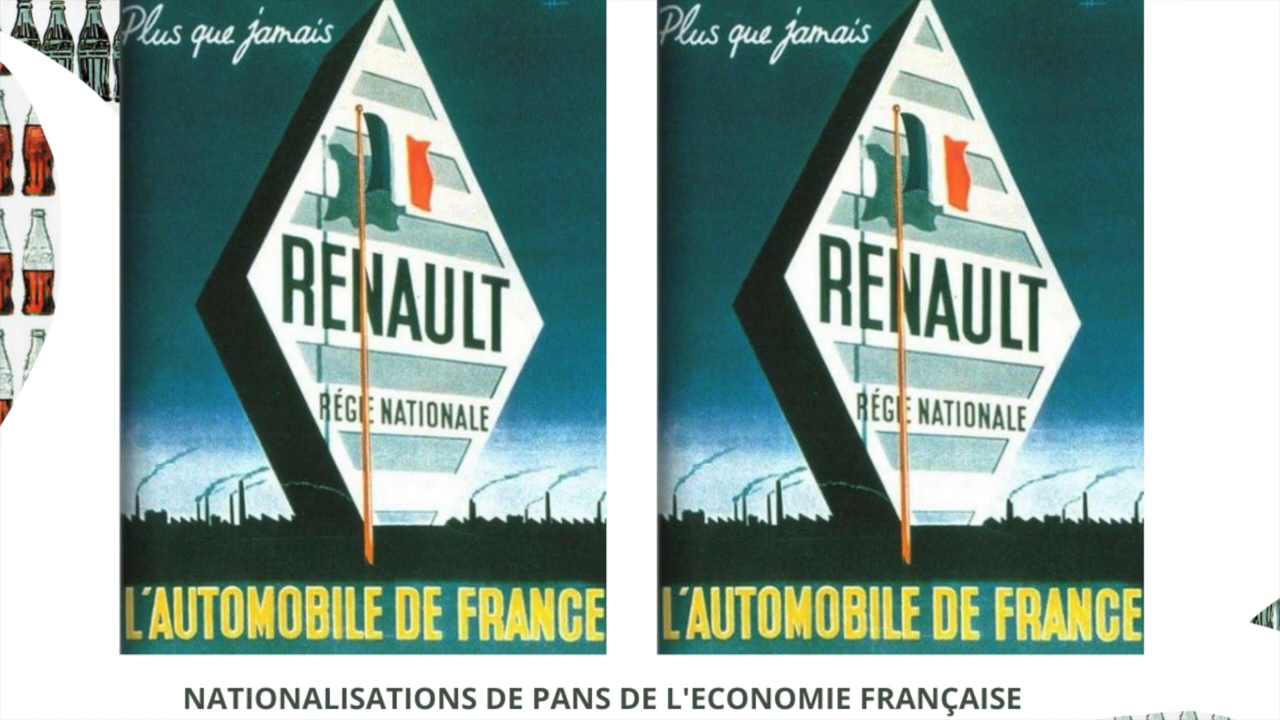 Plus que jamais
RENAULT
RÉGIE NATIONALE
L'AUTOMOBILE DE FRANCE
Plus que jamais
RENAULT
RÉGIE NATIONALE
L'AUTOMOBILE DE FRANCE
NATIONALISATIONS DE PANS DE L'ECONOMIE FRANÇAISE